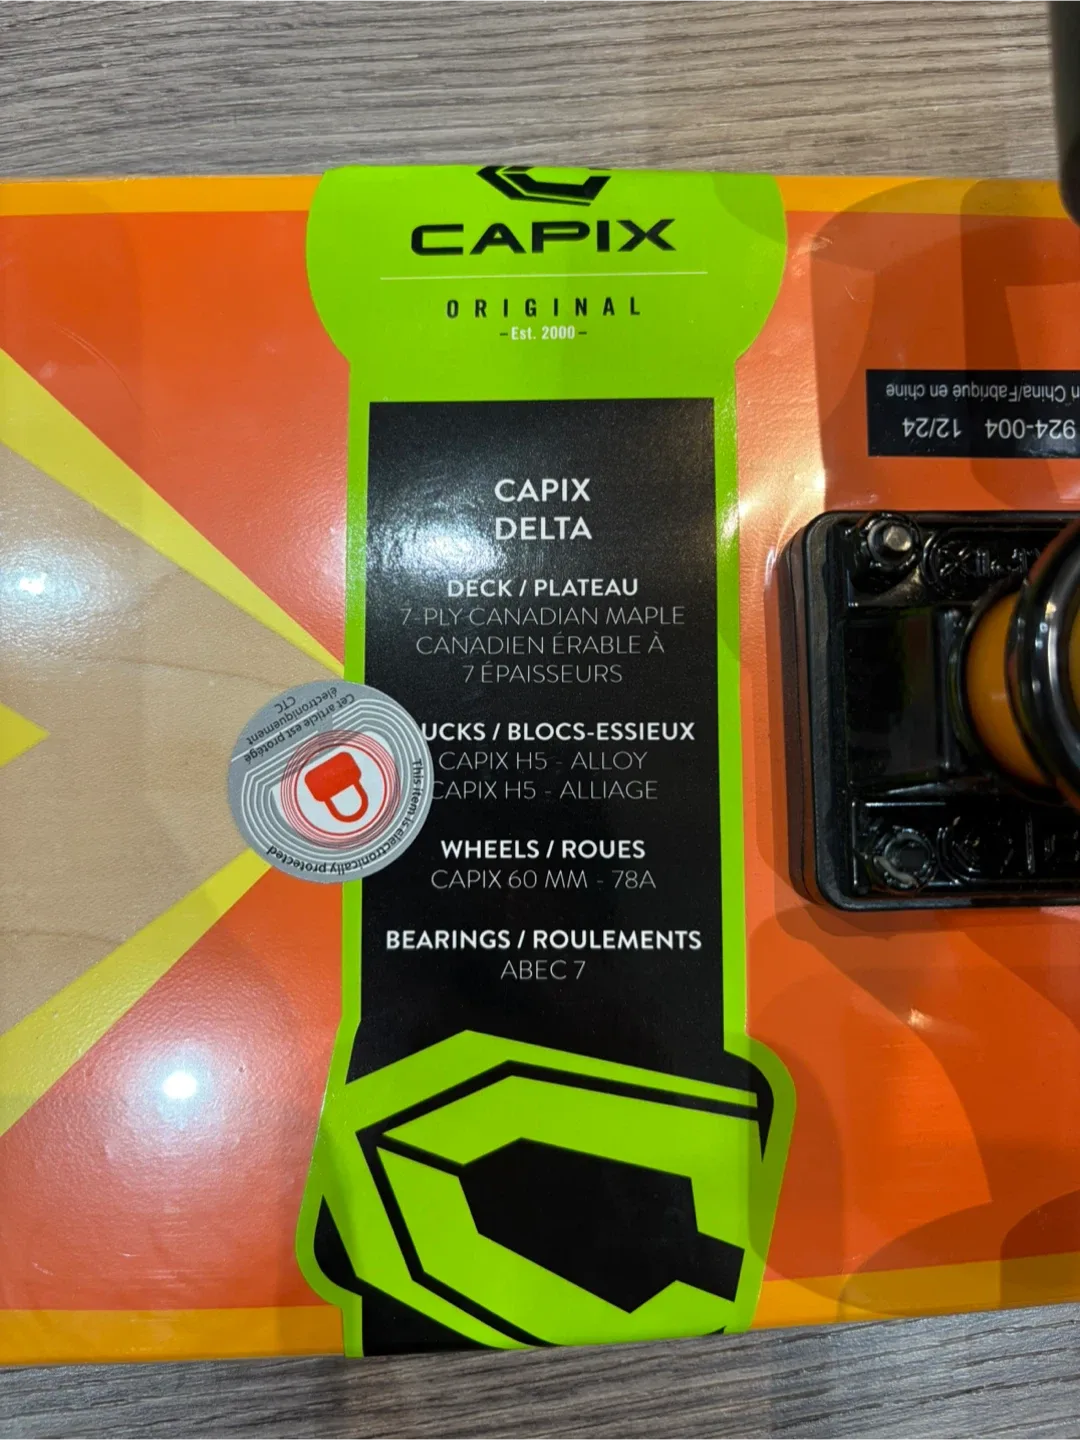 CAPIX
ORIGINAL
-Est. 2000-
CAPIX
DELTA
DECK / PLATEAU
7-PLY CANADIAN MAPLE
CANADIEN ÉRABLE À
7 ÉPAISSEURS
UCKS / BLOCS-ESSIEUX
CAPIX H5 - ALLOY
CAPIX H5 - ALLIAGE
WHEELS / ROUES
CAPIX 60 MM - 78A
BEARINGS / ROULEMENTS
ABEC 7
Cet article est protégé
électroniquement
CTC
This item is electronically protected
924-004 12/24
n China/Fabriqué en chine